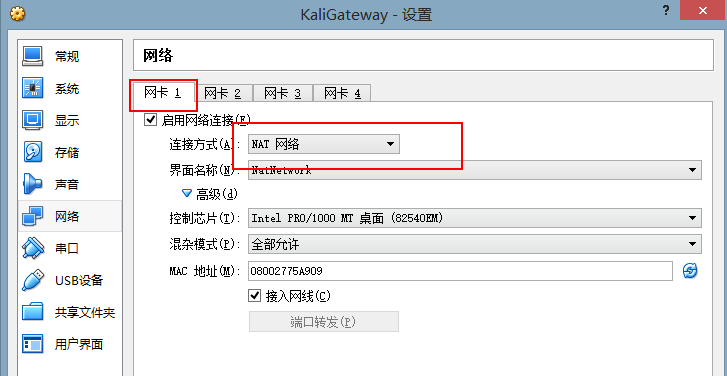 KaliGateway - 设置
?
常规
系统
显示
存储
声音
网络
串口
USB设备
共享文件夹
用户界面
网络
网卡 1
网卡 2
网卡 3
网卡 4
启用网络连接(E)
连接方式(A): NAT 网络
界面名称(N): NatNetwork
高级(d)
控制芯片(T): Intel PRO/1000 MT 桌面 (82540EM)
混杂模式(P): 全部允许
MAC 地址(M): 08002775A909
接入网线(C)
端口转发(P)